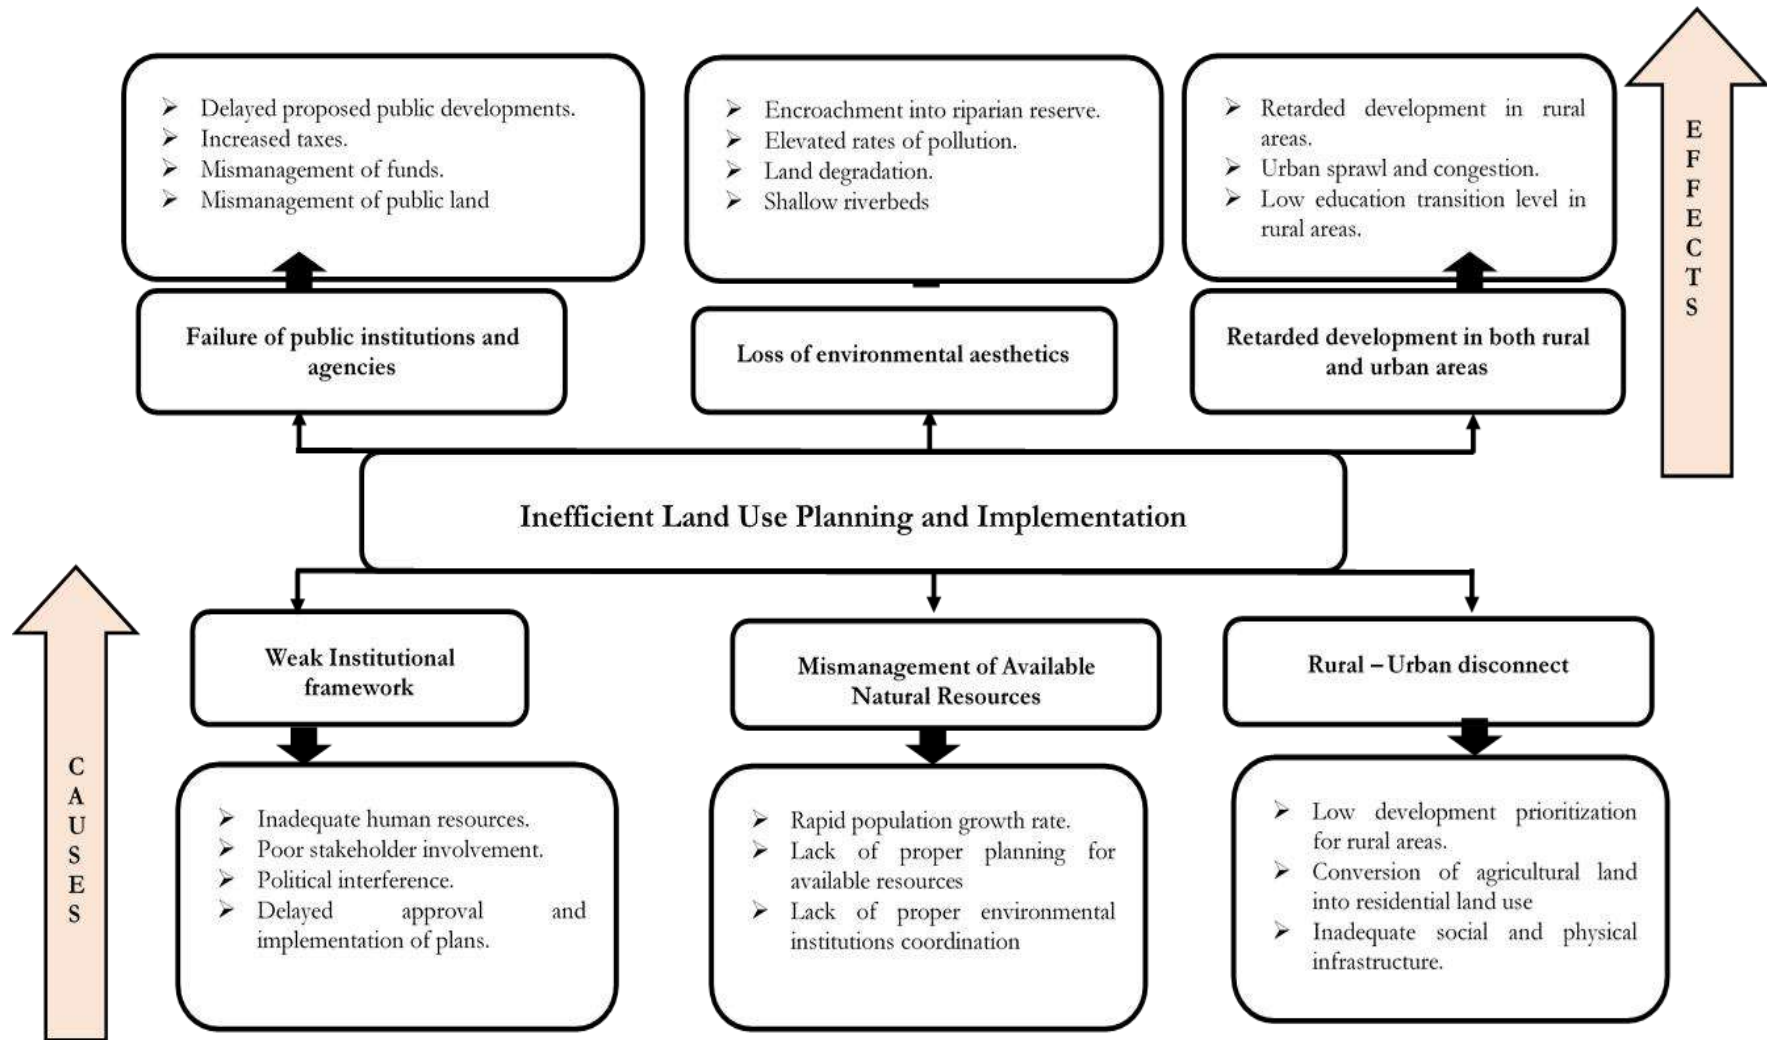 ➢ Delayed proposed public developments.
➢ Increased taxes.
➢ Mismanagement of funds.
➢ Mismanagement of public land
➢ Encroachment into riparian reserve.
➢ Elevated rates of pollution.
➢ Land degradation.
➢ Shallow riverbeds
➢ Retarded development in rural
areas.
➢ Urban sprawl and congestion.
➢ Low education transition level in
rural areas.
E
F
F
E
C
T
S
Failure of public institutions and
agencies
Loss of environmental aesthetics
Retarded development in both rural
and urban areas
Inefficient Land Use Planning and Implementation
Weak Institutional
framework
Mismanagement of Available
Natural Resources
Rural – Urban disconnect
C
A
U
S
E
S
➢ Inadequate human resources.
➢ Poor stakeholder involvement.
➢ Political interference.
➢ Delayed approval and
implementation of plans.
➢ Rapid population growth rate.
➢ Lack of proper planning for
available resources
➢ Lack of proper environmental
institutions coordination
➢ Low development prioritization
for rural areas.
➢ Conversion of agricultural land
into residential land use
➢ Inadequate social and physical
infrastructure.